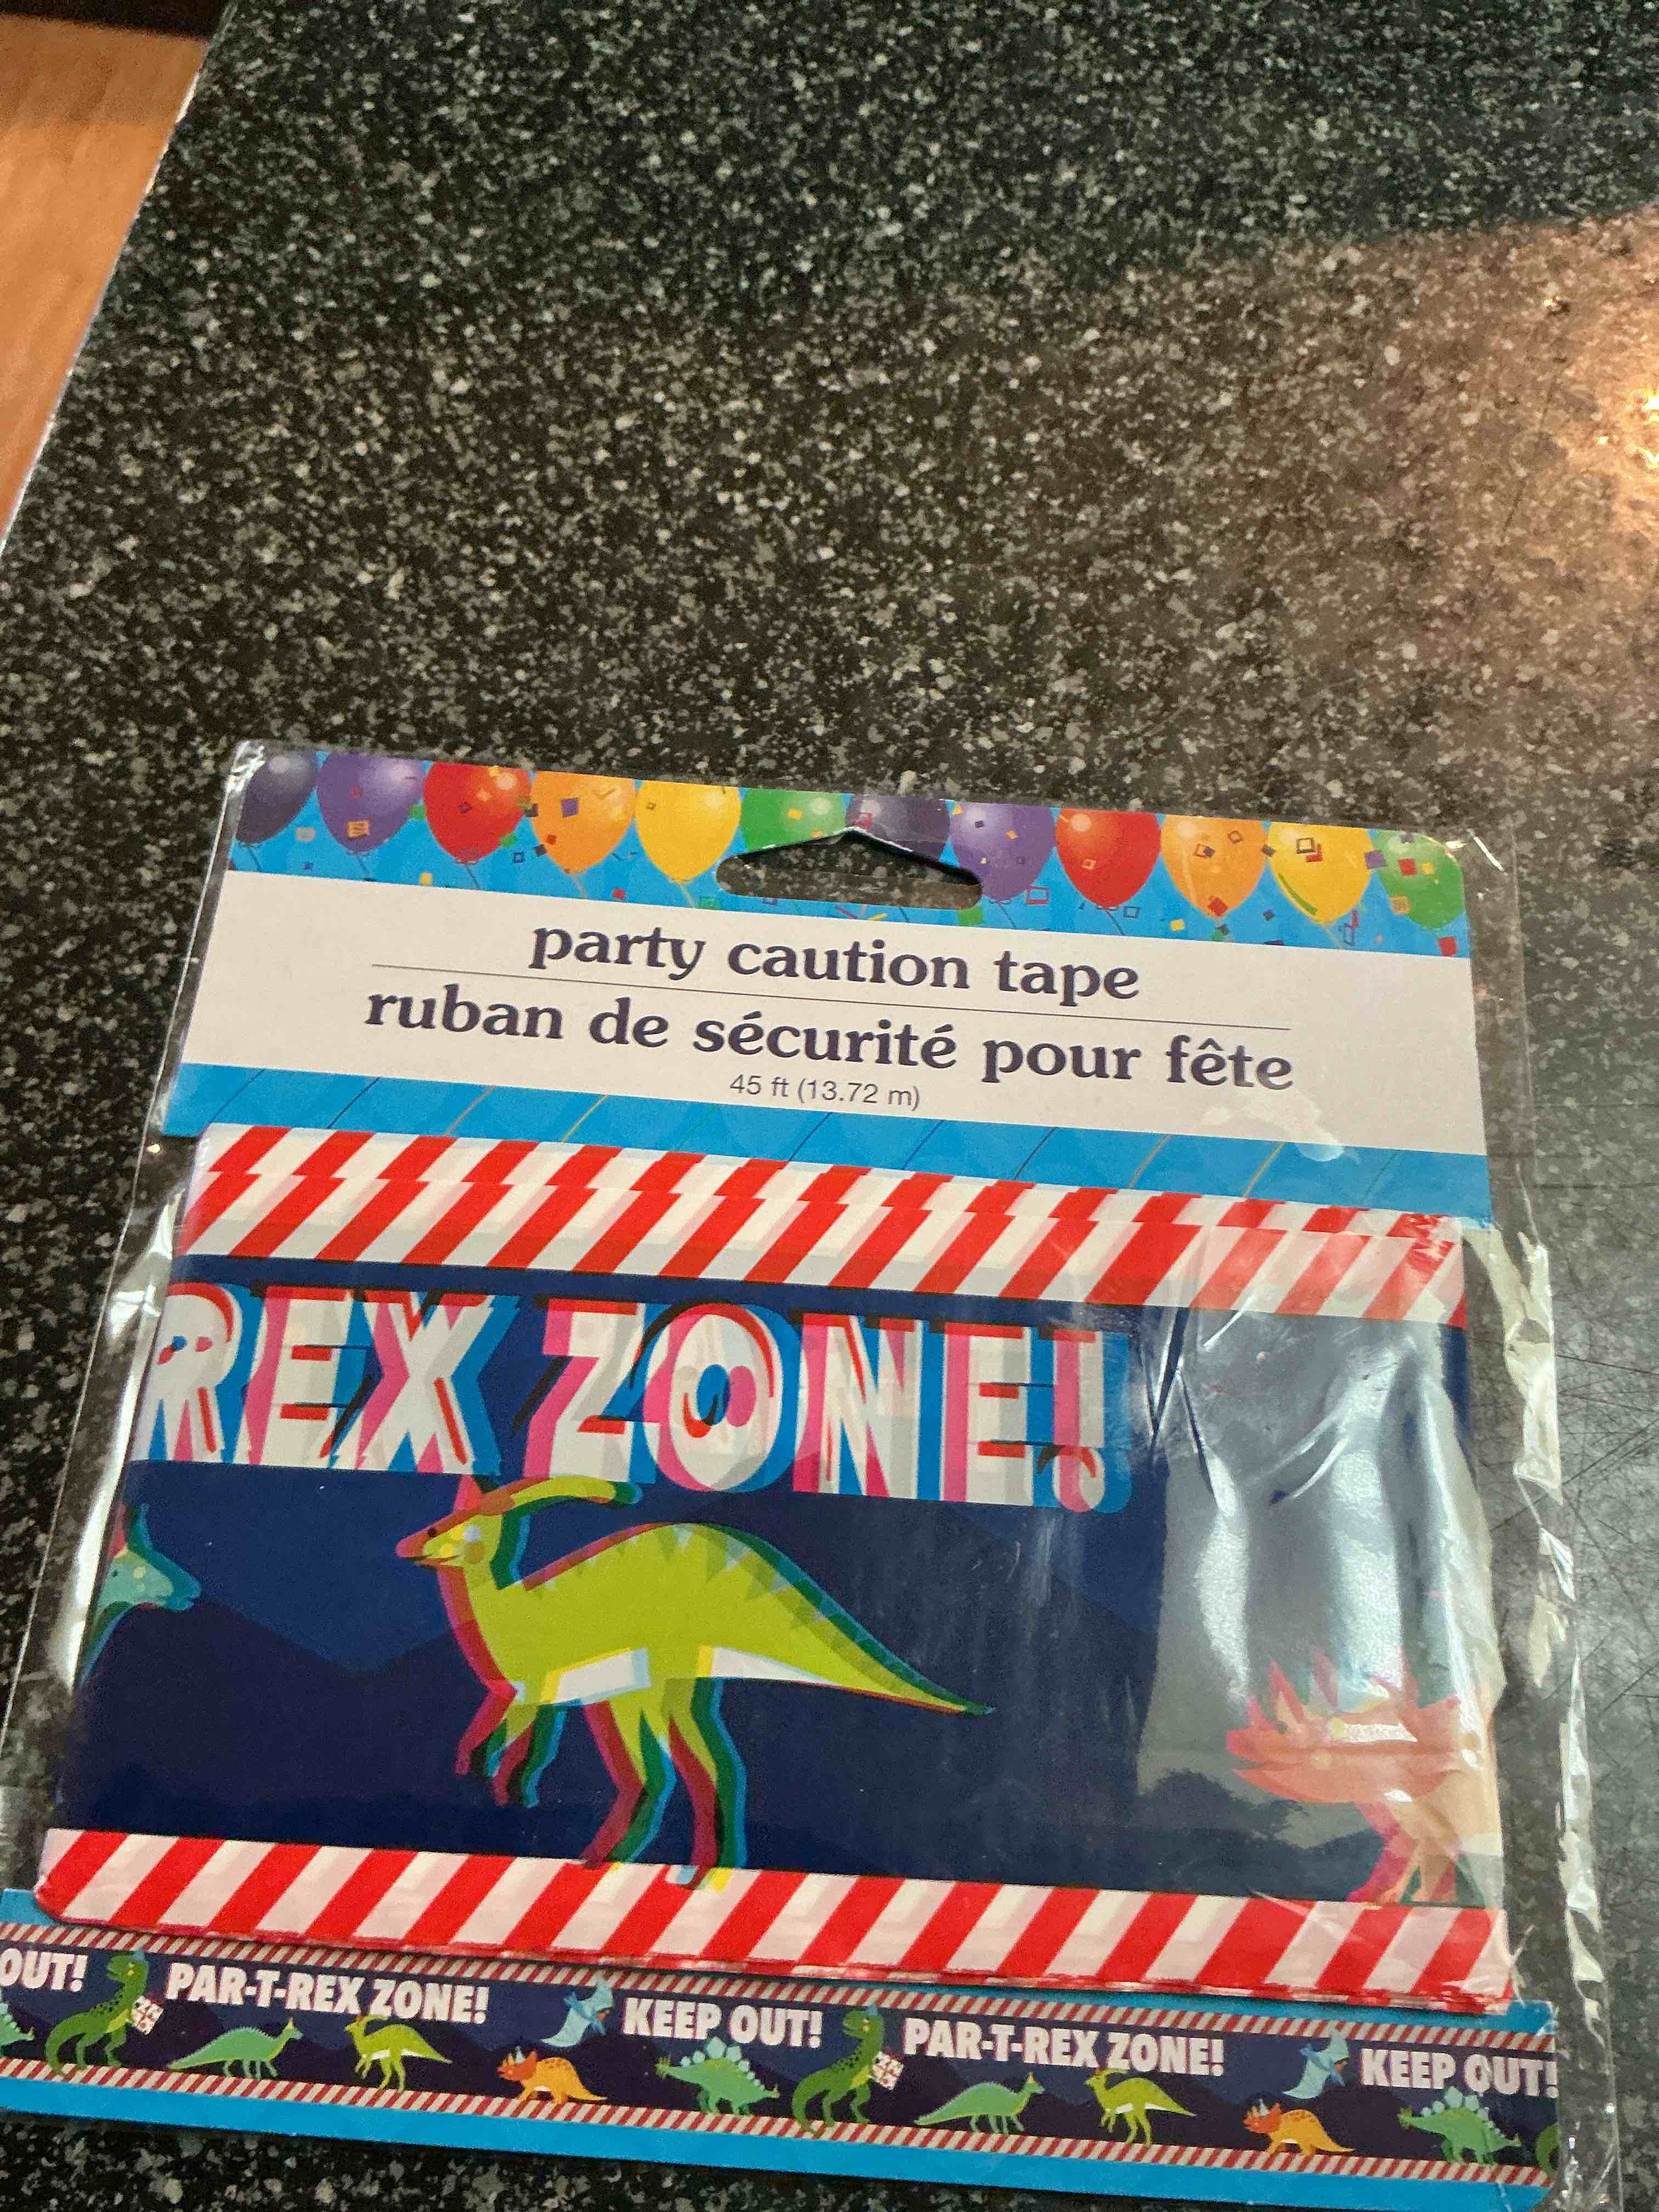 party caution tape
ruban de sécurité pour fête
45 ft (13.72 m)
REX ZONE!
OUT! PAR-T-REX ZONE! KEEP OUT! PAR-T-REX ZONE! KEEP OUT!